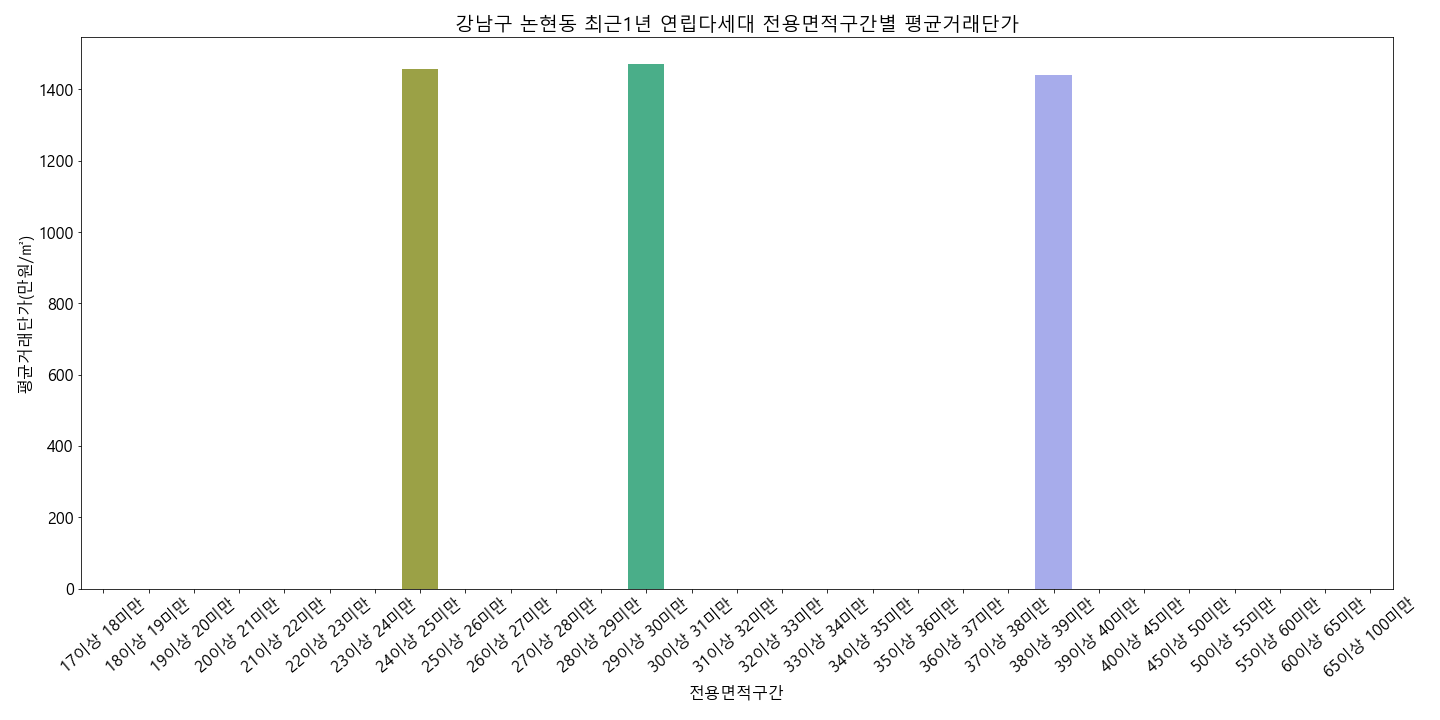 강남구 논현동 최근1년 연립다세대 전용면적구간별 평균거래단가
평균거래단가(만원/㎡)
1400
1200
1000
800
600
400
200
0
17이상 18미만
18이상 19미만
19이상 20미만
20이상 21미만
21이상 22미만
22이상 23미만
23이상 24미만
24이상 25미만
25이상 26미만
26이상 27미만
27이상 28미만
28이상 29미만
29이상 30미만
30이상 31미만
31이상 32미만
32이상 33미만
33이상 34미만
34이상 35미만
35이상 36미만
36이상 37미만
37이상 38미만
38이상 39미만
39이상 40미만
40이상 45미만
45이상 50미만
50이상 55미만
55이상 60미만
60이상 65미만
65이상 100미만
전용면적구간